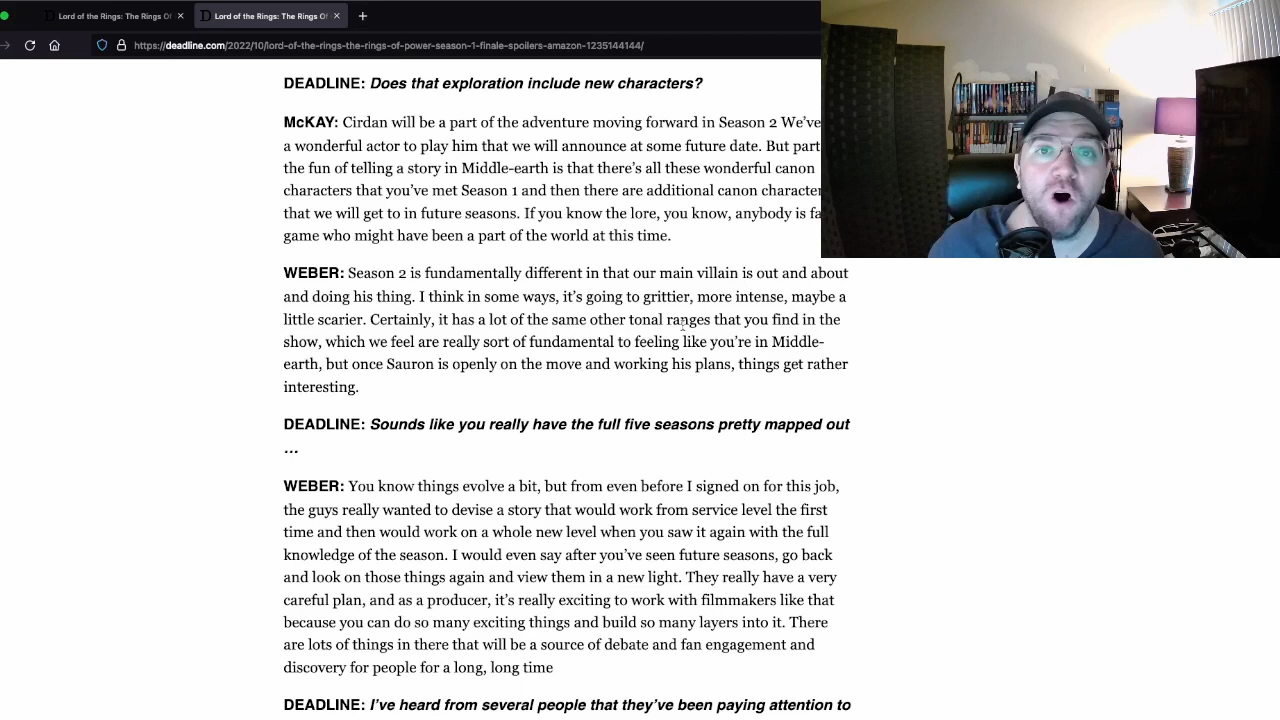 Lord of the Rings: The Rings Of
Lord of the Rings: The Rings Of
https://deadline.com/2022/10/lord-of-the-rings-the-rings-of-power-season-1-finale-spoilers-amazon-1235144144/
DEADLINE: Does that exploration include new characters?
McKAY: Cirdan will be a part of the adventure moving forward in Season 2 We've
a wonderful actor to play him that we will announce at some future date. But part
the fun of telling a story in Middle-earth is that there's all these wonderful canon
characters that you've met Season 1 and then there are additional canon character
that we will get to in future seasons. If you know the lore, you know, anybody is fa
game who might have been a part of the world at this time.
WEBER: Season 2 is fundamentally different in that our main villain is out and about
and doing his thing. I think in some ways, it's going to grittier, more intense, maybe a
little scarier. Certainly, it has a lot of the same other tonal ranges that you find in the
show, which we feel are really sort of fundamental to feeling like you're in Middle-
earth, but once Sauron is openly on the move and working his plans, things get rather
interesting.
DEADLINE: Sounds like you really have the full five seasons pretty mapped out
…
WEBER: You know things evolve a bit, but from even before I signed on for this job,
the guys really wanted to devise a story that would work from service level the first
time and then would work on a whole new level when you saw it again with the full
knowledge of the season. I would even say after you've seen future seasons, go back
and look on those things again and view them in a new light. They really have a very
careful plan, and as a producer, it's really exciting to work with filmmakers like that
because you can do so many exciting things and build so many layers into it. There
are lots of things in there that will be a source of debate and fan engagement and
discovery for people for a long, long time
DEADLINE: I've heard from several people that they've been paying attention to